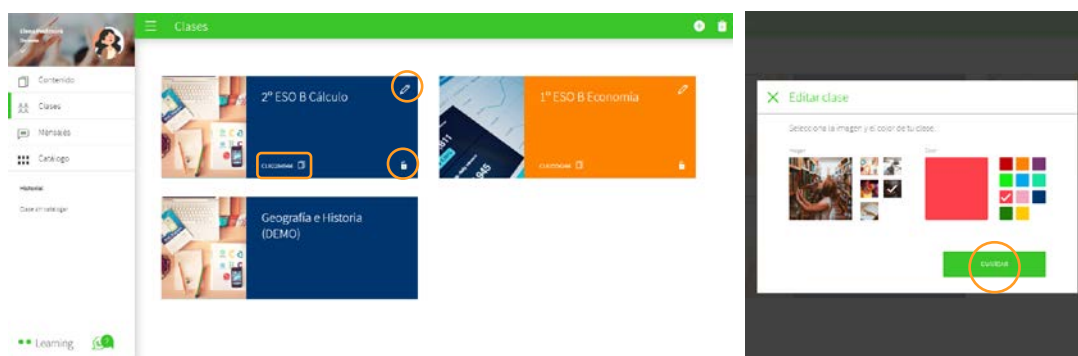 Clases
Contenido
Clases
Mensajes
Catálogo
Historial
Learning
2º ESO B Cálculo
1º ESO B Economía
Geografía e Historia
(DEMO)
Editar clase
Selecciona la imagen y el color de tu clase.
Imagen
Color
GUARDAR